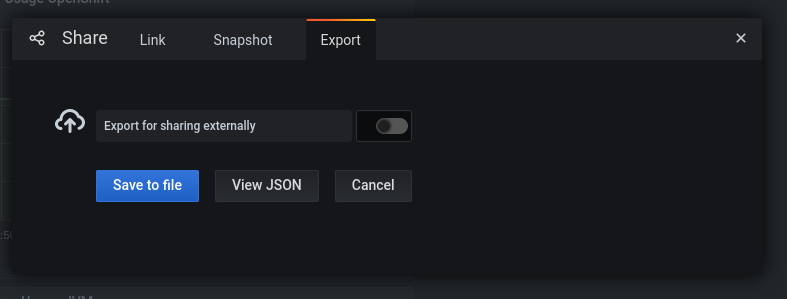 Usage OpenShift
Share
Link
Snapshot
Export
Export for sharing externally
Save to file
View JSON
Cancel